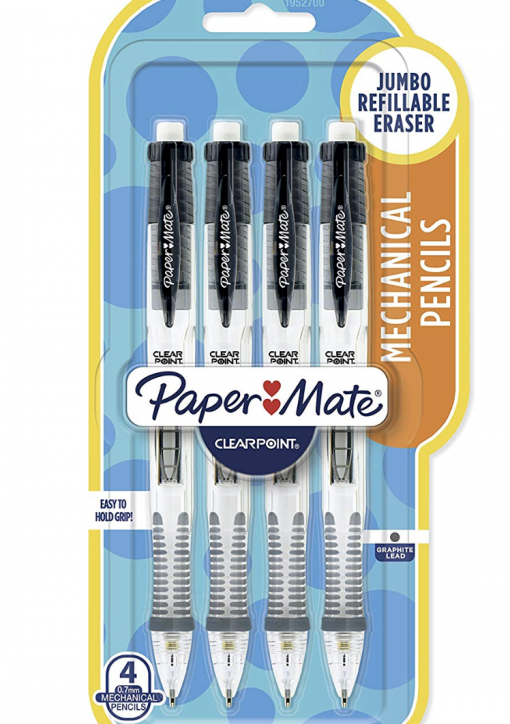 1952700
JUMBO
REFILLABLE
ERASER
MECHANICAL
PENCILS
Paper Mate®
Paper Mate®
Paper Mate®
Paper Mate®
CLEAR
POINT
CLEAR
POINT
CLEAR
POINT
CLEAR
POINT
Paper Mate®
CLEARPOINT®
EASY TO
HOLD GRIP!
GRAPHITE
LEAD
4
0.7mm
MECHANICAL
PENCILS